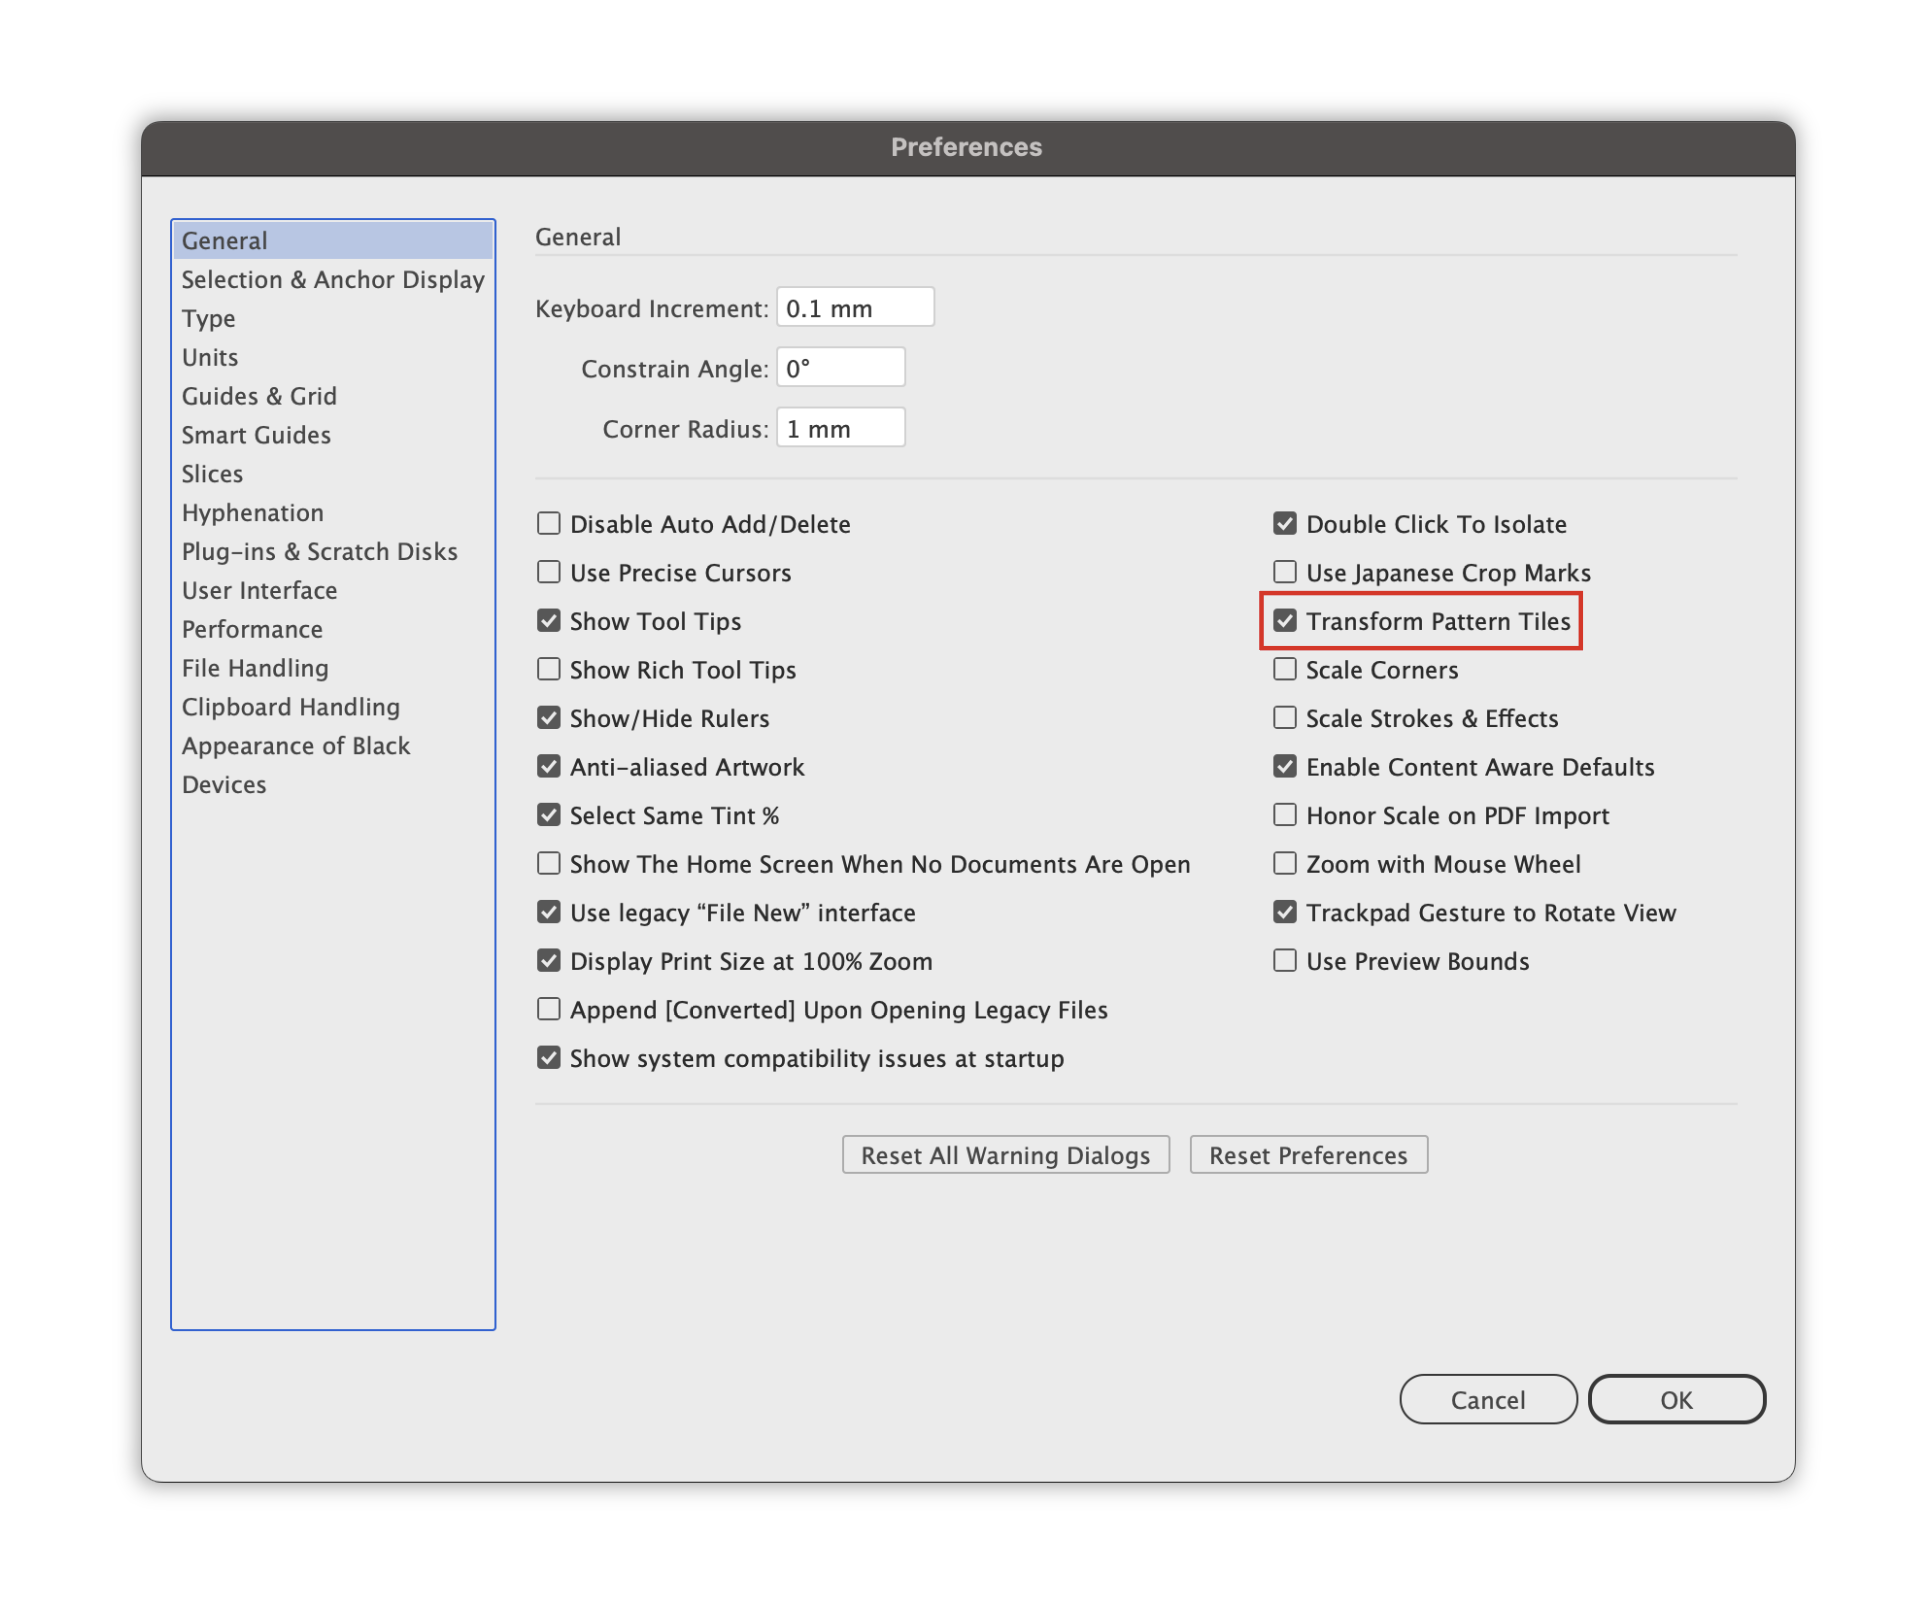 Preferences
General
Selection & Anchor Display
Type
Units
Guides & Grid
Smart Guides
Slices
Hyphenation
Plug-ins & Scratch Disks
User Interface
Performance
File Handling
Clipboard Handling
Appearance of Black
Devices
General
Keyboard Increment: 0.1 mm
Constrain Angle: 0°
Corner Radius: 1 mm
Disable Auto Add/Delete
Use Precise Cursors
Show Tool Tips
Show Rich Tool Tips
Show/Hide Rulers
Anti-aliased Artwork
Select Same Tint %
Show The Home Screen When No Documents Are Open
Use legacy “File New” interface
Display Print Size at 100% Zoom
Append [Converted] Upon Opening Legacy Files
Show system compatibility issues at startup
Double Click To Isolate
Use Japanese Crop Marks
Transform Pattern Tiles
Scale Corners
Scale Strokes & Effects
Enable Content Aware Defaults
Honor Scale on PDF Import
Zoom with Mouse Wheel
Trackpad Gesture to Rotate View
Use Preview Bounds
Reset All Warning Dialogs
Reset Preferences
Cancel
OK